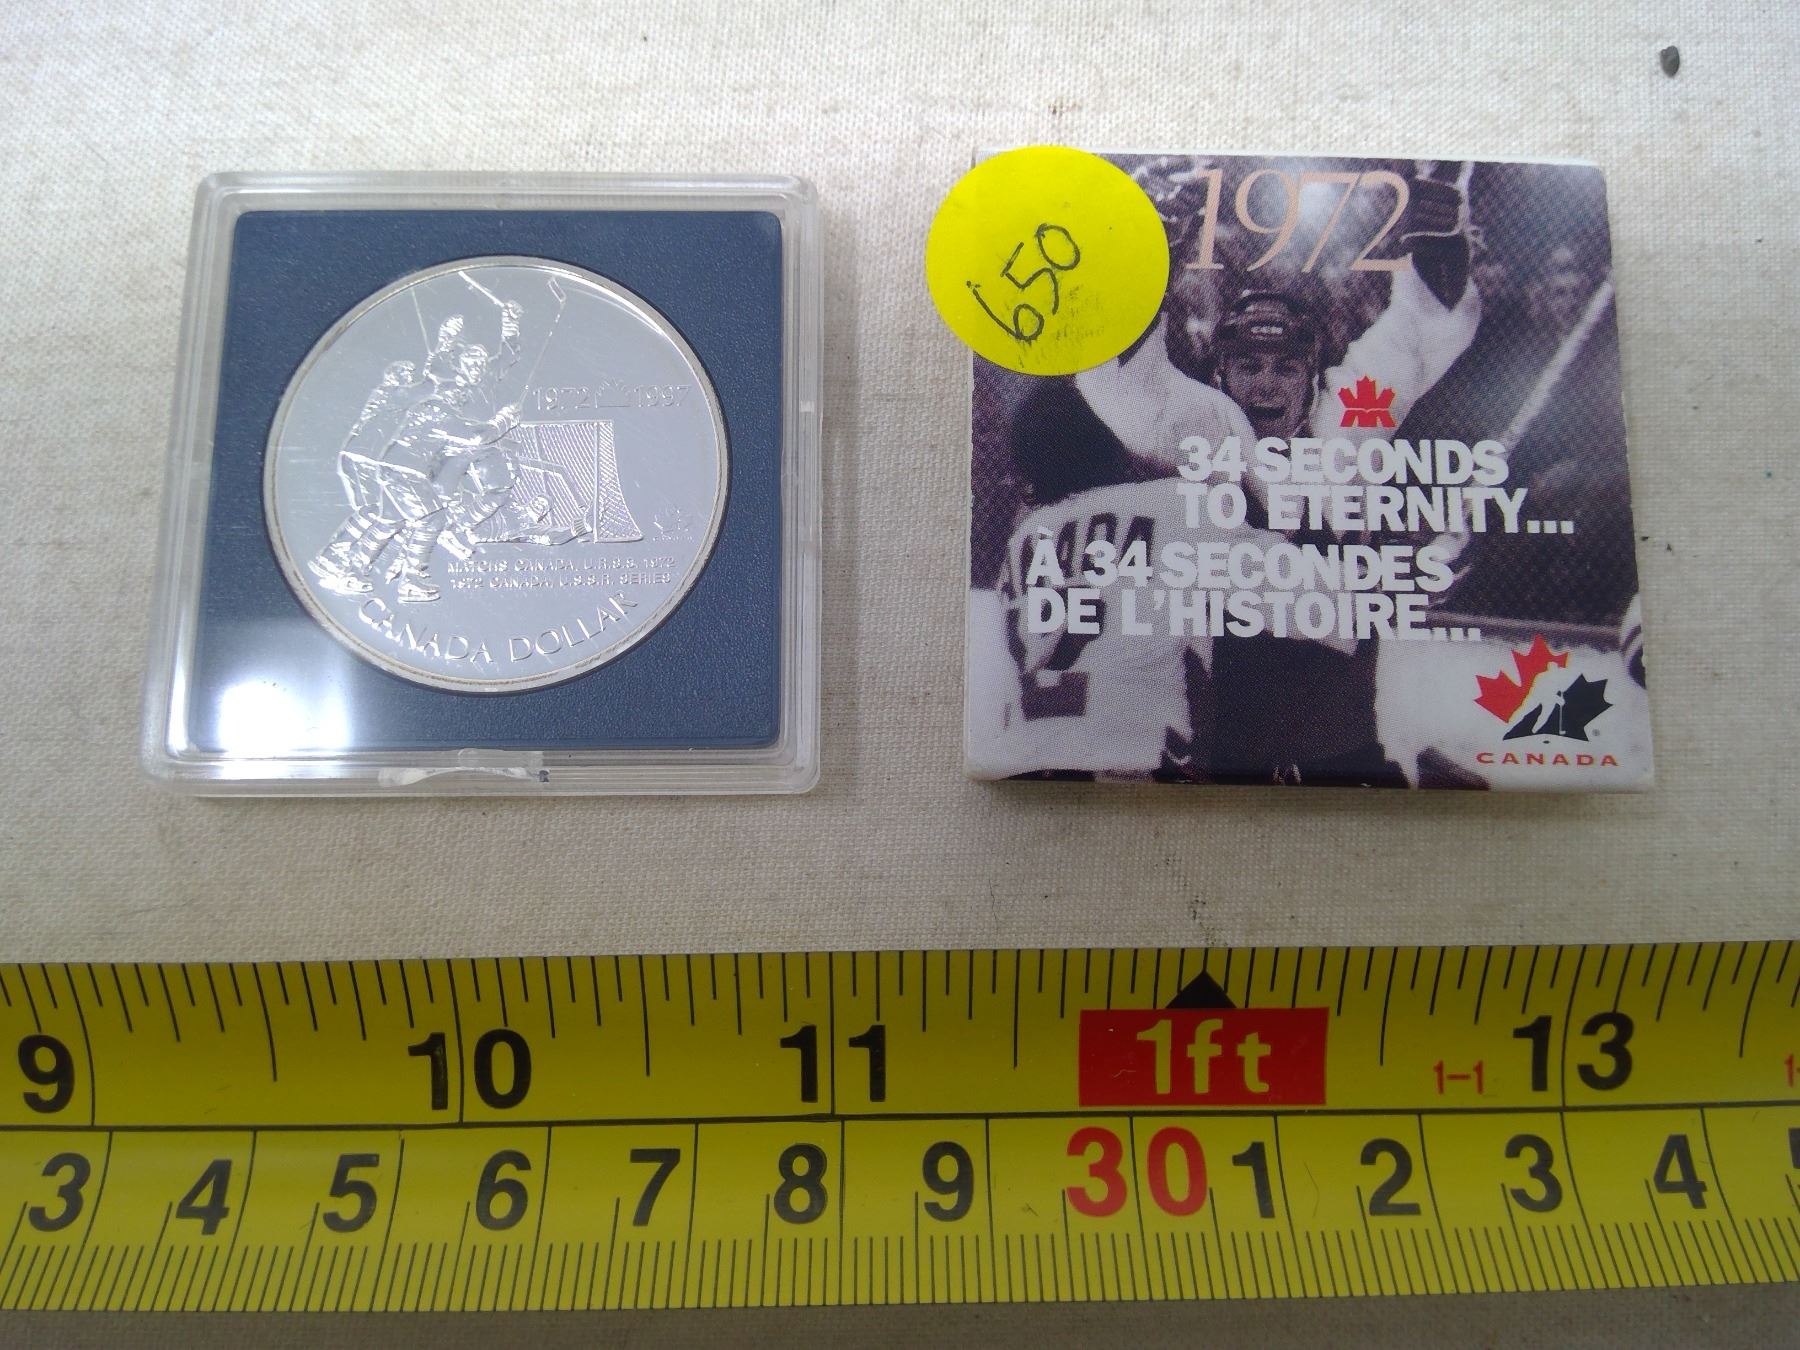 1972 1997
MATCHS CANADA, U.R.S.S. 1972
1972 CANADA, U.S.S.R. SERIES
CANADA DOLLAR
650
1972
34 SECONDS
TO ETERNITY...
À 34 SECONDES
DE L'HISTOIRE...
CANADA
9 10 11 1ft 1-1 13
3 4 5 6 7 8 9 30 1 2 3 4